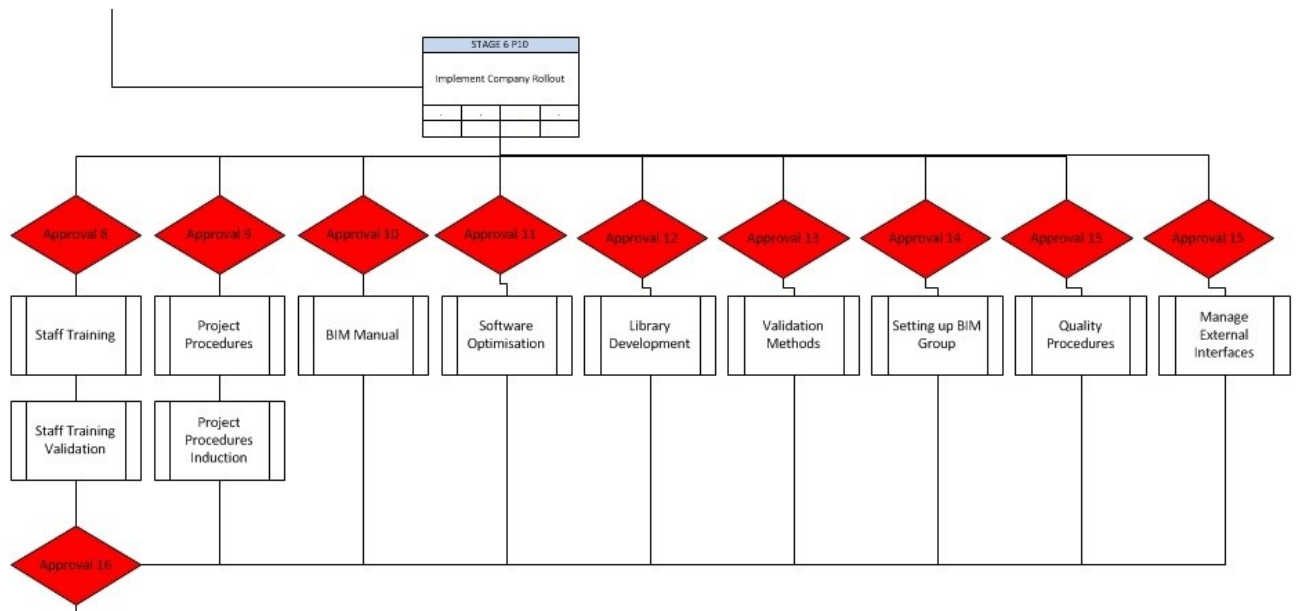 STAGE 6 P10
Implement Company Rollout
Approval 8
Approval 9
Approval 10
Approval 11
Approval 12
Approval 13
Approval 14
Approval 15
Approval 15
Staff Training
Project
Procedures
BIM Manual
Software
Optimisation
Library
Development
Validation
Methods
Setting up BIM
Group
Quality
Procedures
Manage
External
Interfaces
Staff Training
Validation
Project
Procedures
Induction
Approval 16